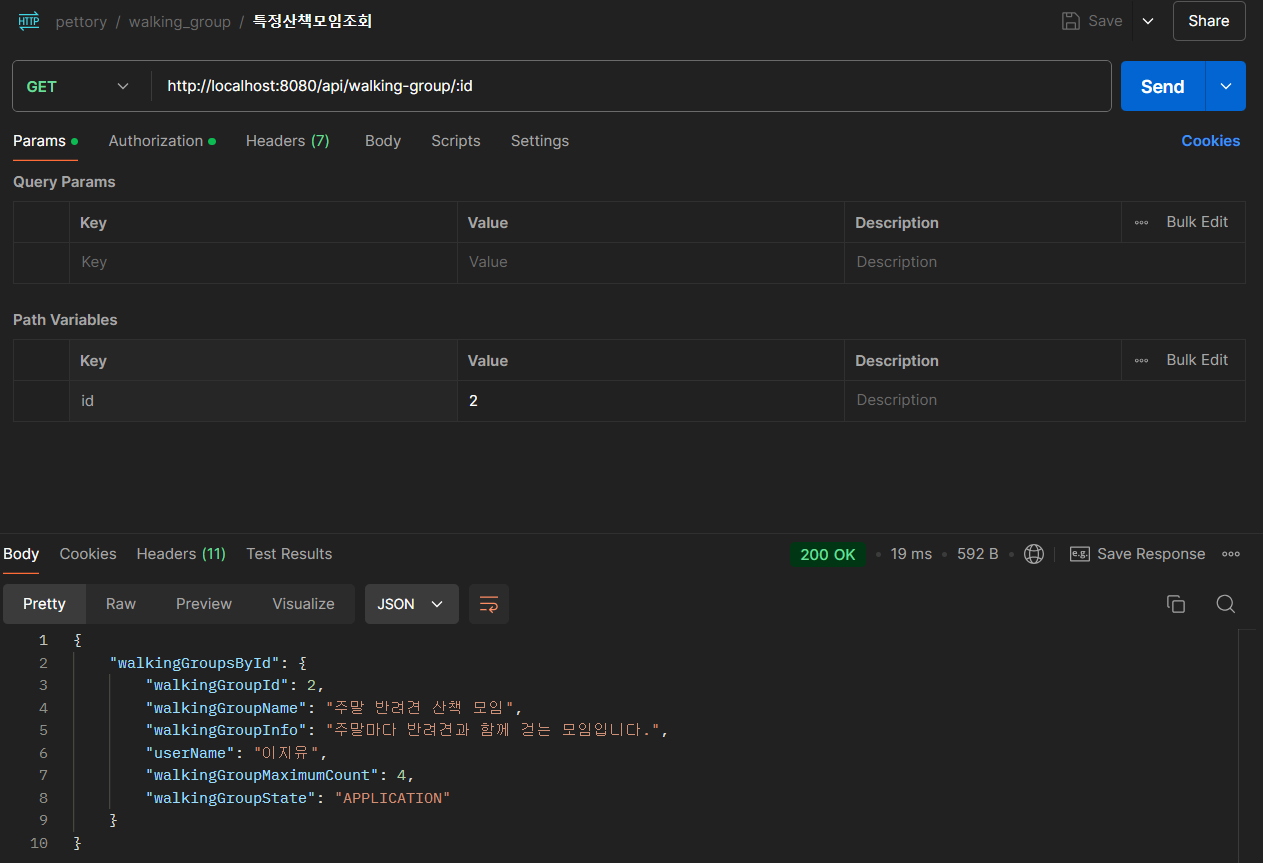 HTTP pettory / walking_group / 특정산책모임조회 Save Share
GET http://localhost:8080/api/walking-group/:id Send
Params Authorization Headers (7) Body Scripts Settings Cookies
Query Params
Key Value Description Bulk Edit
Key Value Description
Path Variables
Key Value Description Bulk Edit
id 2 Description
Body Cookies Headers (11) Test Results 200 OK 19 ms 592 B e.g. Save Response
Pretty Raw Preview Visualize JSON
1 {
2 "walkingGroupsById": {
3 "walkingGroupId": 2,
4 "walkingGroupName": "주말 반려견 산책 모임",
5 "walkingGroupInfo": "주말마다 반려견과 함께 걷는 모임입니다.",
6 "userName": "이지유",
7 "walkingGroupMaximumCount": 4,
8 "walkingGroupState": "APPLICATION"
9 }
10 }